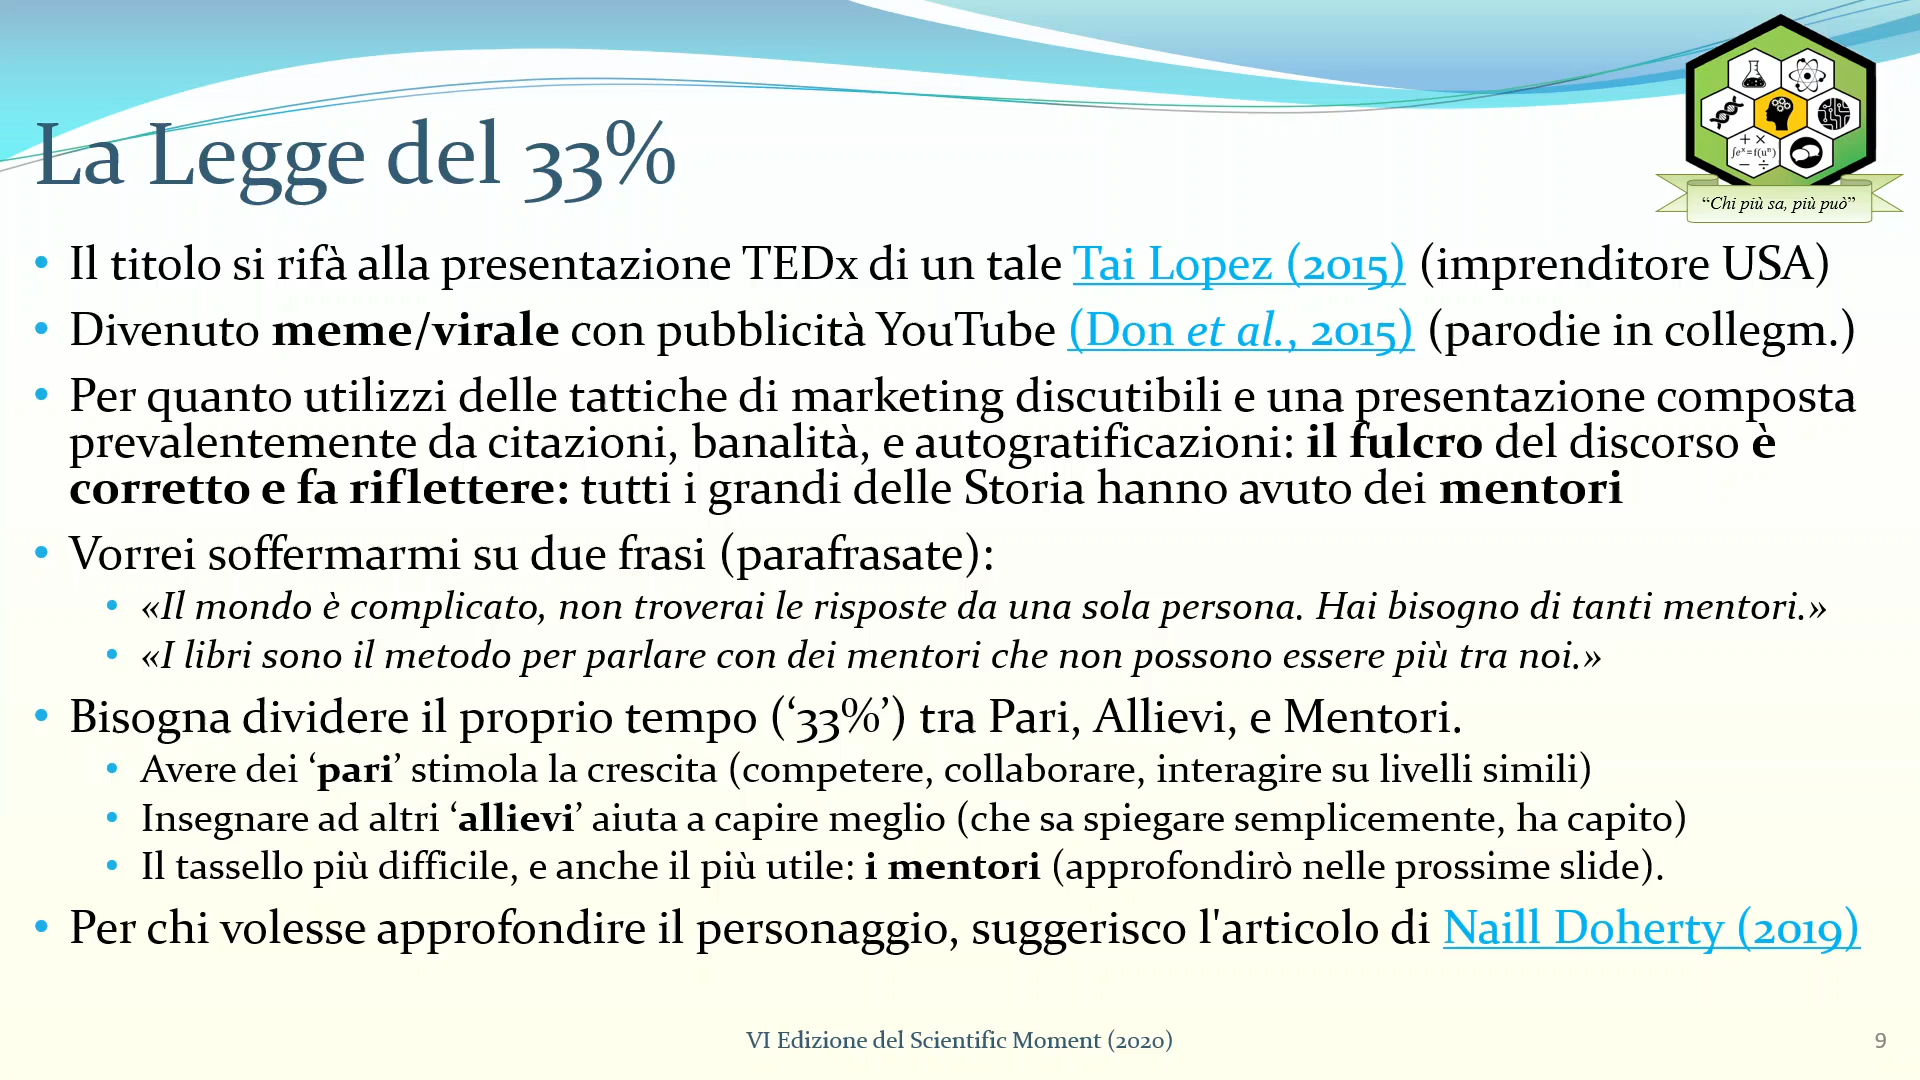 La Legge del 33%
+ ×
∫eˣ=f(uⁿ)
− ÷
“Chi più sa, più può”
• Il titolo si rifà alla presentazione TEDx di un tale Tai Lopez (2015) (imprenditore USA)
• Divenuto meme/virale con pubblicità YouTube (Don et al., 2015) (parodie in collegm.)
• Per quanto utilizzi delle tattiche di marketing discutibili e una presentazione composta
prevalentemente da citazioni, banalità, e autogratificazioni: il fulcro del discorso è
corretto e fa riflettere: tutti i grandi delle Storia hanno avuto dei mentori
• Vorrei soffermarmi su due frasi (parafrasate):
• «Il mondo è complicato, non troverai le risposte da una sola persona. Hai bisogno di tanti mentori.»
• «I libri sono il metodo per parlare con dei mentori che non possono essere più tra noi.»
• Bisogna dividere il proprio tempo (‘33%’) tra Pari, Allievi, e Mentori.
• Avere dei ‘pari’ stimola la crescita (competere, collaborare, interagire su livelli simili)
• Insegnare ad altri ‘allievi’ aiuta a capire meglio (che sa spiegare semplicemente, ha capito)
• Il tassello più difficile, e anche il più utile: i mentori (approfondirò nelle prossime slide).
• Per chi volesse approfondire il personaggio, suggerisco l'articolo di Naill Doherty (2019)
VI Edizione del Scientific Moment (2020)
9